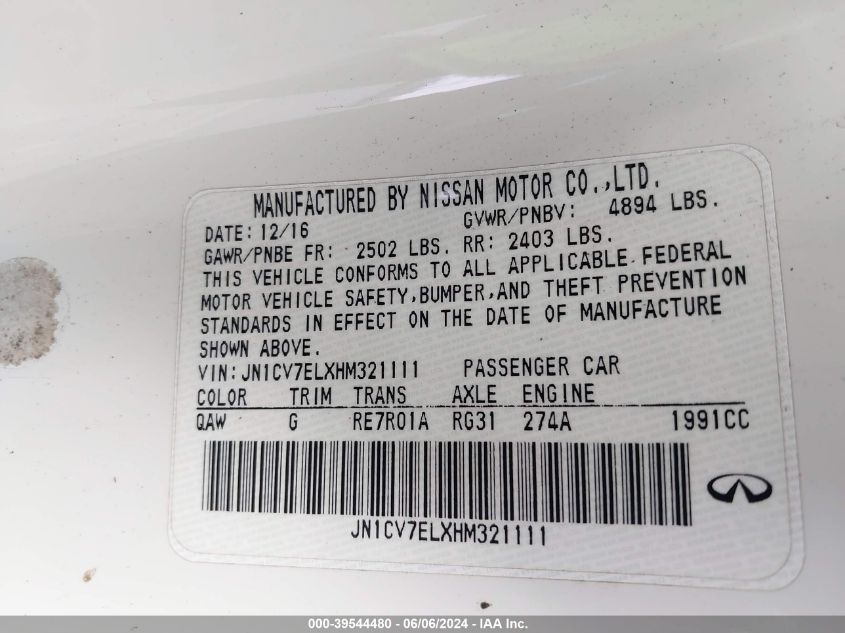 MANUFACTURED BY NISSAN MOTOR CO.,LTD.
DATE: 12/16 GVWR/PNBV: 4894 LBS.
GAWR/PNBE FR: 2502 LBS. RR: 2403 LBS.
THIS VEHICLE CONFORMS TO ALL APPLICABLE FEDERAL
MOTOR VEHICLE SAFETY, BUMPER, AND THEFT PREVENTION
STANDARDS IN EFFECT ON THE DATE OF MANUFACTURE
SHOWN ABOVE.
VIN: JN1CV7ELXHM321111 PASSENGER CAR
COLOR TRIM TRANS AXLE ENGINE
QAW G RE7R01A RG31 274A 1991CC
JN1CV7ELXHM321111
000-39544480 - 06/06/2024 - IAA Inc.